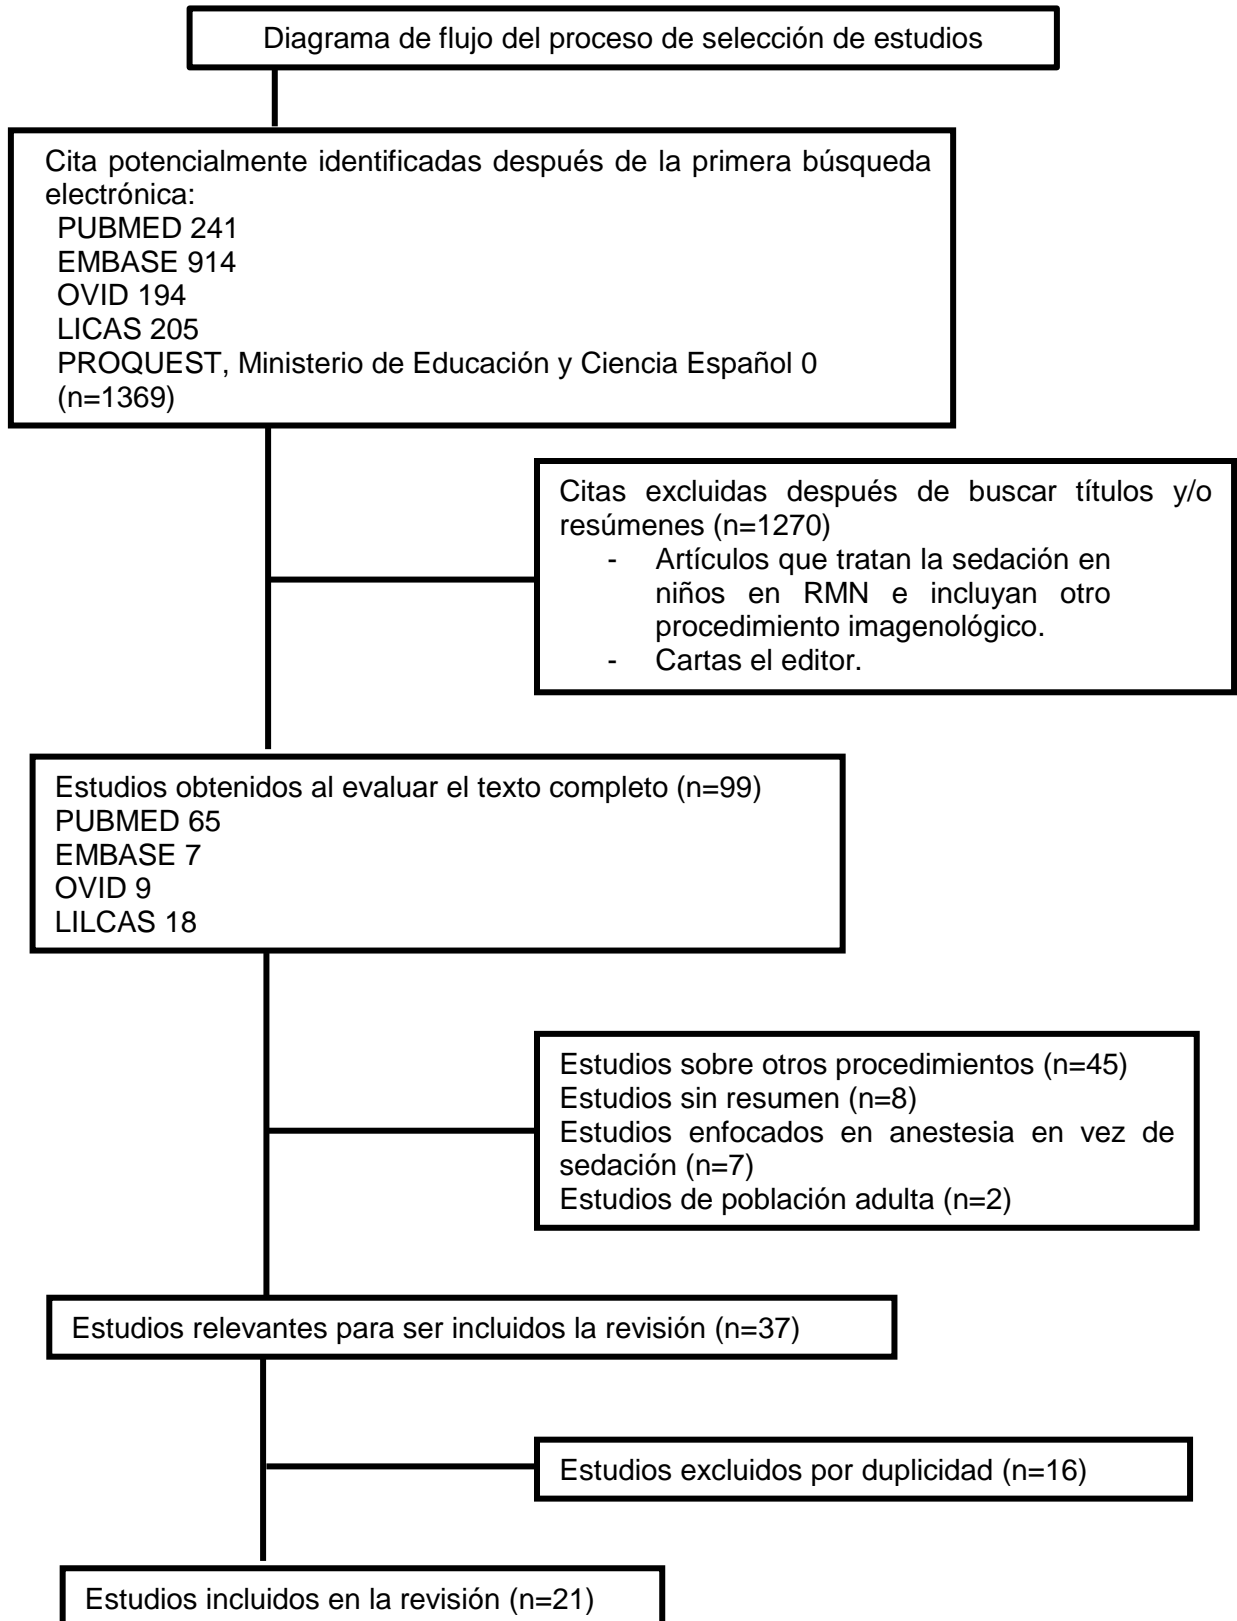 Diagrama de flujo del proceso de selección de estudios
Cita potencialmente identificadas después de la primera búsqueda
electrónica:
PUBMED 241
EMBASE 914
OVID 194
LICAS 205
PROQUEST, Ministerio de Educación y Ciencia Español 0
(n=1369)
Citas excluidas después de buscar títulos y/o
resúmenes (n=1270)
- Artículos que tratan la sedación en
niños en RMN e incluyan otro
procedimiento imagenológico.
- Cartas el editor.
Estudios obtenidos al evaluar el texto completo (n=99)
PUBMED 65
EMBASE 7
OVID 9
LILCAS 18
Estudios sobre otros procedimientos (n=45)
Estudios sin resumen (n=8)
Estudios enfocados en anestesia en vez de
sedación (n=7)
Estudios de población adulta (n=2)
Estudios relevantes para ser incluidos la revisión (n=37)
Estudios excluidos por duplicidad (n=16)
Estudios incluidos en la revisión (n=21)